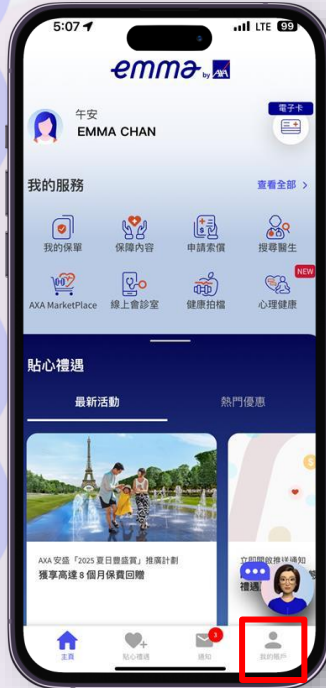 5:07
LTE 99
emma by AXA
電子卡
午安
EMMA CHAN
我的服務
查看全部 >
我的保單
保障內容
申請索償
搜尋醫生
NEW
AXA MarketPlace
線上會診室
健康拍檔
心理健康
貼心禮遇
最新活動
熱門優惠
AXA 安盛「2025 夏日豐盛賞」推廣計劃
獲享高達 8 個月保費回贈
立即開啟推送通知
禮遇
3
主頁
貼心禮遇
通知
我的賬戶